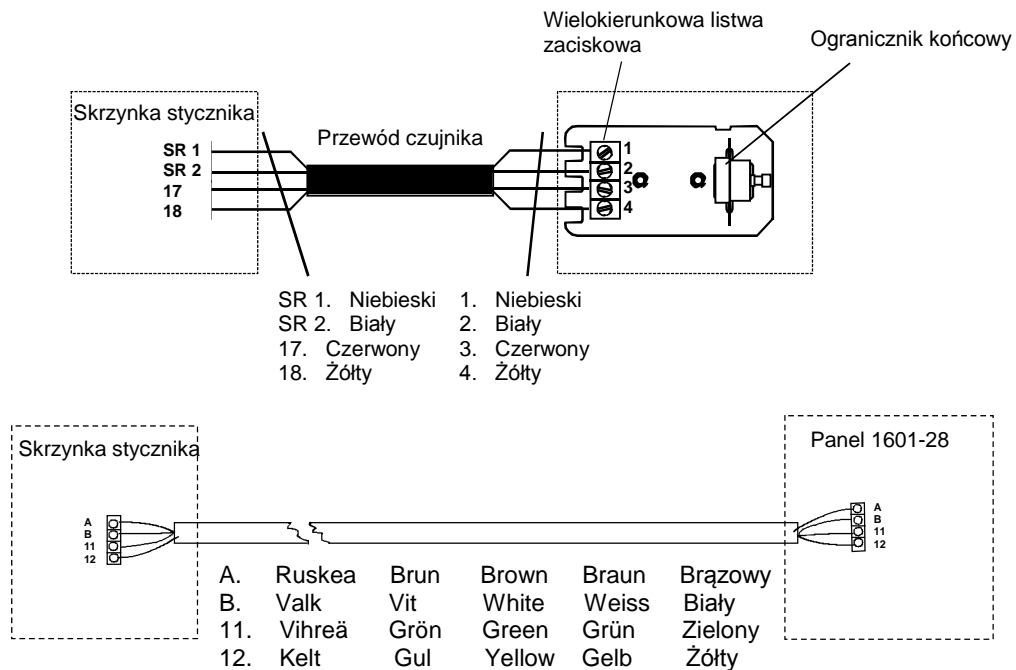 Wielokierunkowa listwa
zaciskowa
Ogranicznik końcowy
Skrzynka stycznika
Przewód czujnika
SR 1
SR 2
17
18
1
2
3
4
SR 1. Niebieski 1. Niebieski
SR 2. Biały 2. Biały
17. Czerwony 3. Czerwony
18. Żółty 4. Żółty
Skrzynka stycznika
Panel 1601-28
A
B
11
12
A
B
11
12
A. Ruskea Brun Brown Braun Brązowy
B. Valk Vit White Weiss Biały
11. Vihreä Grön Green Grün Zielony
12. Kelt Gul Yellow Gelb Żółty